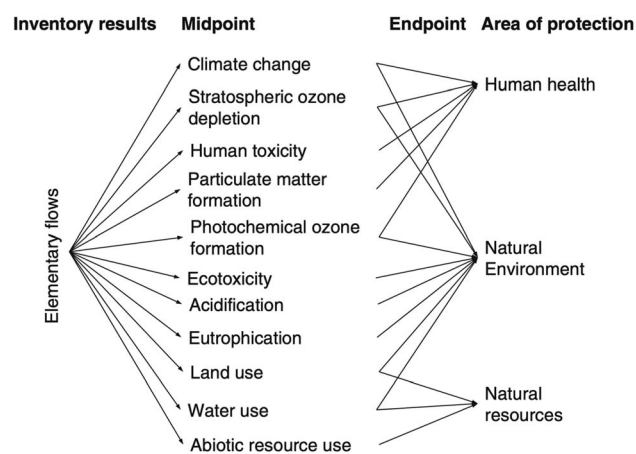 Inventory results Midpoint Endpoint Area of protection
Climate change
Stratospheric ozone
depletion
Human toxicity
Particulate matter
formation
Photochemical ozone
formation
Ecotoxicity
Acidification
Eutrophication
Land use
Water use
Abiotic resource use
Elementary flows
Human health
Natural
Environment
Natural
resources